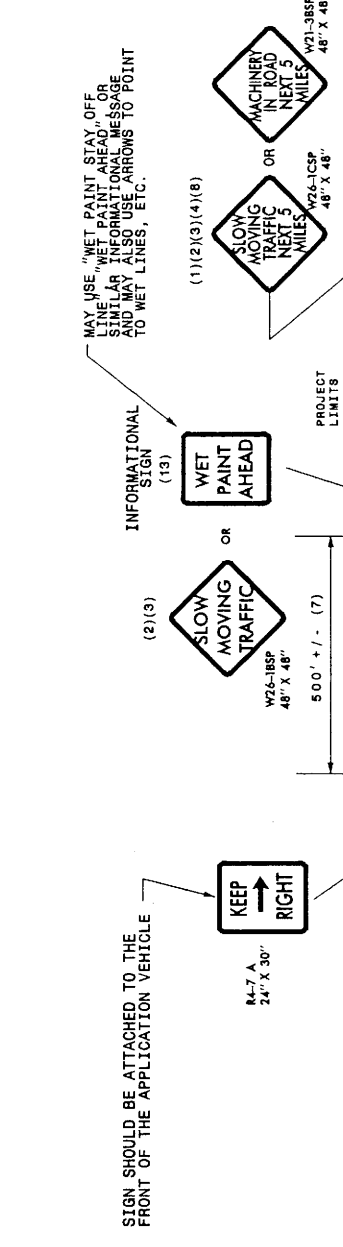 SIGN SHOULD BE ATTACHED TO THE
FRONT OF THE APPLICATION VEHICLE
KEEP
RIGHT
R4-7 A
24" X 30"
MAY USE "WET PAINT STAY OFF
LINE" "WET PAINT AHEAD" OR
SIMILAR INFORMATIONAL MESSAGE
AND MAY ALSO USE ARROWS TO POINT
TO WET LINES, ETC.
(2)(3)
SLOW
MOVING
TRAFFIC
W26-1BSP
48" X 48"
OR
INFORMATIONAL
SIGN
(13)
WET
PAINT
AHEAD
500' +/- (7)
PROJECT
LIMITS
(1)(2)(3)(4)(8)
SLOW
MOVING
TRAFFIC
NEXT 5
MILES
W26-1CSP
48" X 48"
OR
MACHINERY
IN ROAD
NEXT 5
MILES
W21-3BSP
48" X 48"